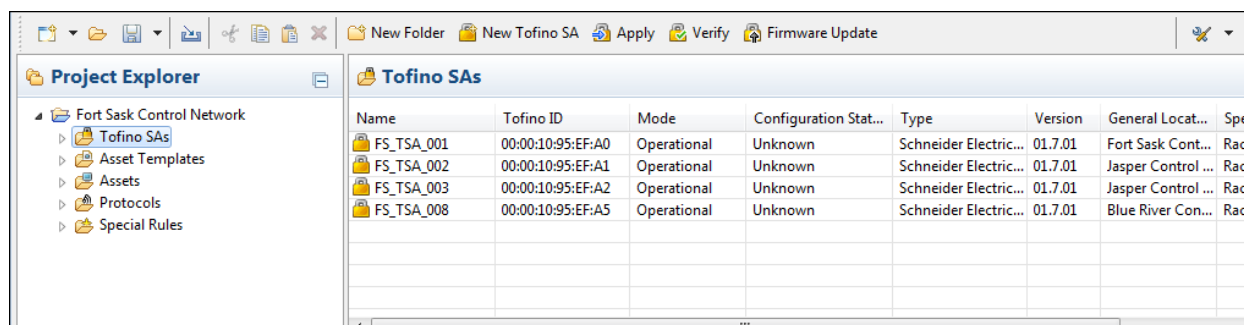 New Folder New Tofino SA Apply Verify Firmware Update
Project Explorer
Fort Sask Control Network
Tofino SAs
Asset Templates
Assets
Protocols
Special Rules
Tofino SAs
Name Tofino ID Mode Configuration Stat... Type Version General Locat... Spe
FS_TSA_001 00:00:10:95:EF:A0 Operational Unknown Schneider Electric... 01.7.01 Fort Sask Cont... Rac
FS_TSA_002 00:00:10:95:EF:A1 Operational Unknown Schneider Electric... 01.7.01 Jasper Control ... Rac
FS_TSA_003 00:00:10:95:EF:A2 Operational Unknown Schneider Electric... 01.7.01 Jasper Control ... Rac
FS_TSA_008 00:00:10:95:EF:A5 Operational Unknown Schneider Electric... 01.7.01 Blue River Con... Rac